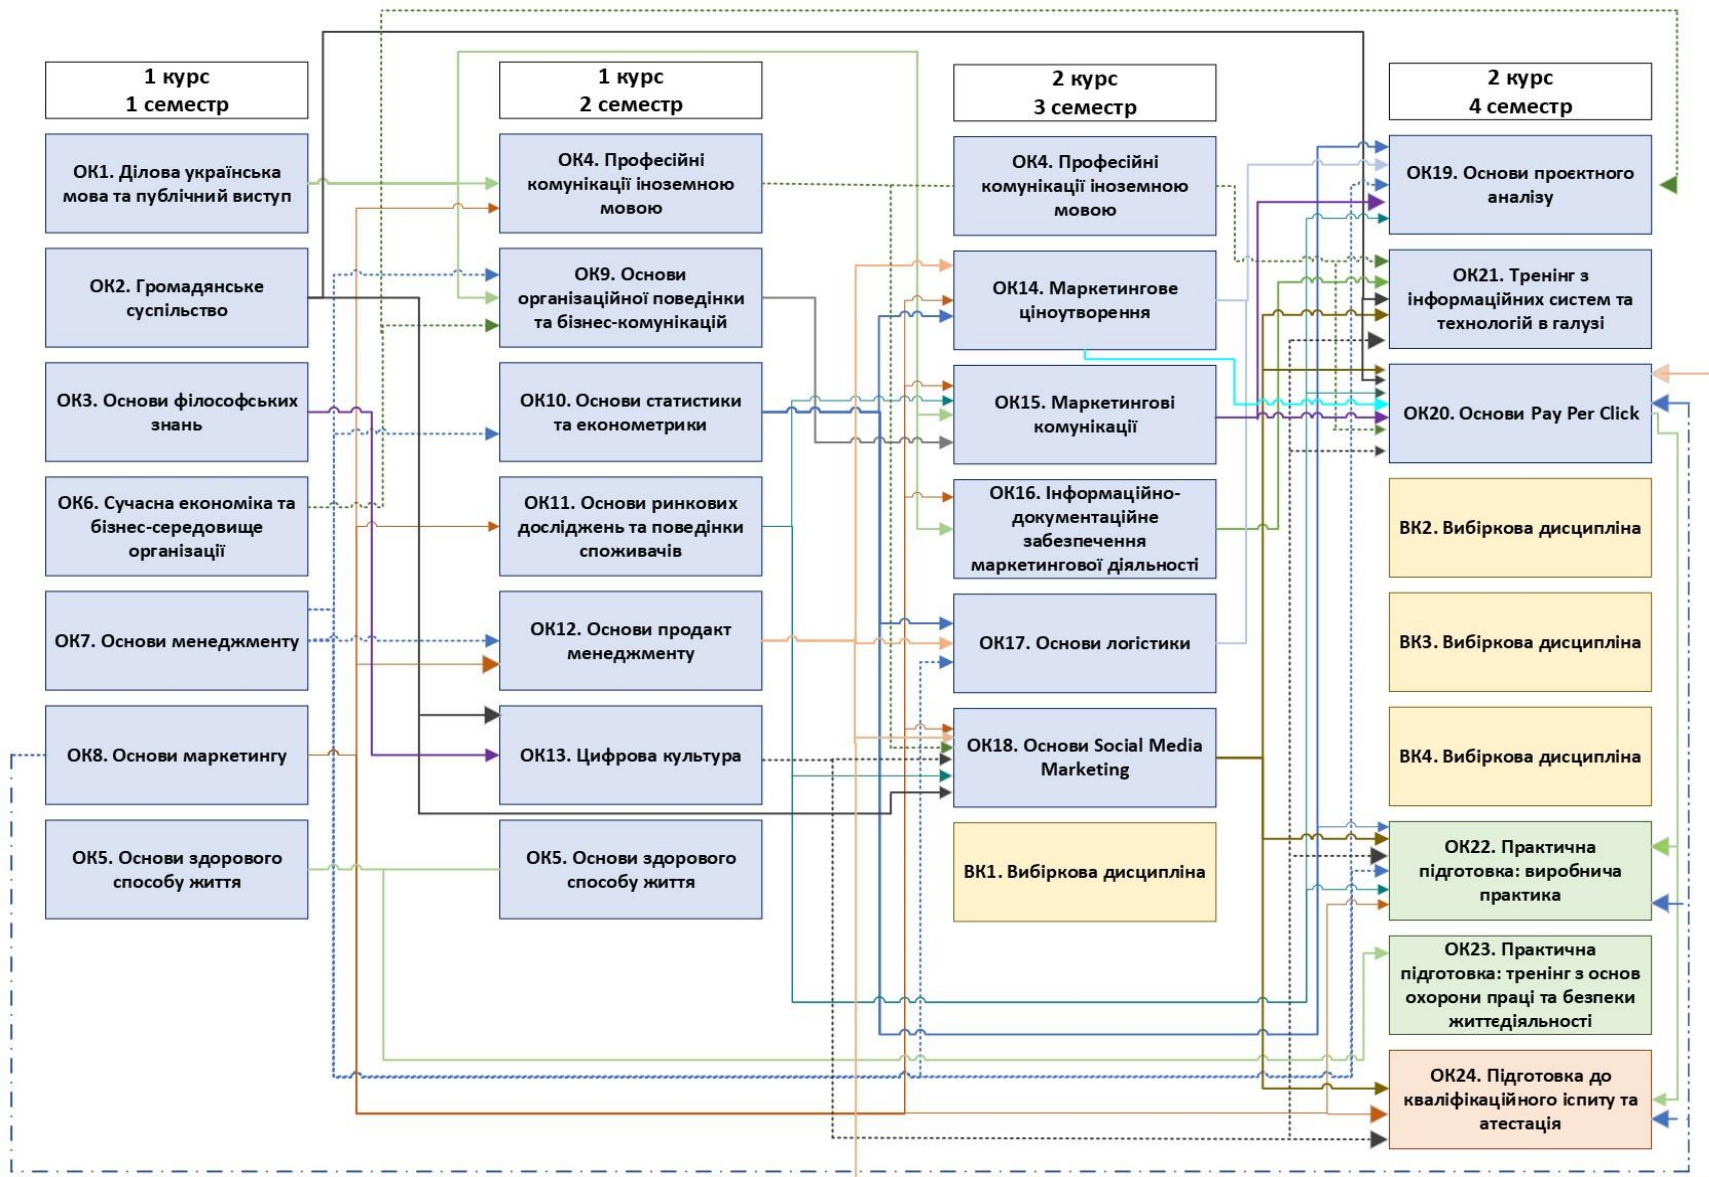 1 курс
1 семестр
ОК1. Ділова українська
мова та публічний виступ
ОК2. Громадянське
суспільство
ОК3. Основи філософських
знань
ОК6. Сучасна економіка та
бізнес-середовище
організації
ОК7. Основи менеджменту
ОК8. Основи маркетингу
ОК5. Основи здорового
способу життя
1 курс
2 семестр
ОК4. Професійні
комунікації іноземною
мовою
ОК9. Основи
організаційної поведінки
та бізнес-комунікацій
ОК10. Основи статистики
та економетрики
ОК11. Основи ринкових
досліджень та поведінки
споживачів
ОК12. Основи продакт
менеджменту
ОК13. Цифрова культура
ОК5. Основи здорового
способу життя
2 курс
3 семестр
ОК4. Професійні
комунікації іноземною
мовою
ОК14. Маркетингове
ціноутворення
ОК15. Маркетингові
комунікації
ОК16. Інформаційно-
документаційне
забезпечення
маркетингової діяльності
ОК17. Основи логістики
ОК18. Основи Social Media
Marketing
ВК1. Вибіркова дисципліна
2 курс
4 семестр
ОК19. Основи проєктного
аналізу
ОК21. Тренінг з
інформаційних систем та
технологій в галузі
ОК20. Основи Pay Per Click
ВК2. Вибіркова дисципліна
ВК3. Вибіркова дисципліна
ВК4. Вибіркова дисципліна
ОК22. Практична
підготовка: виробнича
практика
ОК23. Практична
підготовка: тренінг з основ
охорони праці та безпеки
життєдіяльності
ОК24. Підготовка до
кваліфікаційного іспиту та
атестація